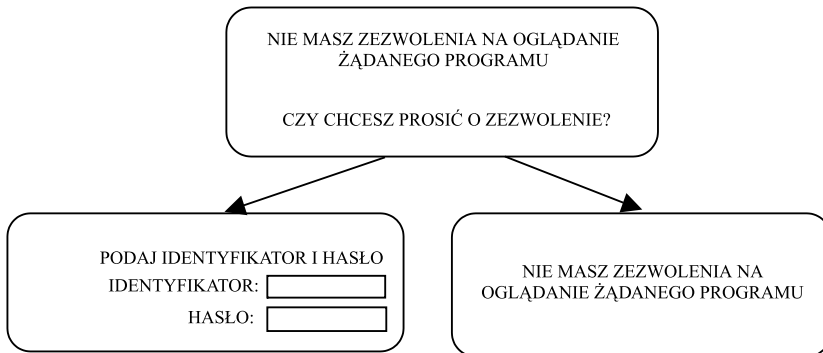 NIE MASZ ZEZWOLENIA NA OGLĄDANIE
ŻĄDANEGO PROGRAMU
CZY CHCESZ PROSIĆ O ZEZWOLENIE?
PODAJ IDENTYFIKATOR I HASŁO
IDENTYFIKATOR:
HASŁO:
NIE MASZ ZEZWOLENIA NA
OGLĄDANIE ŻĄDANEGO PROGRAMU